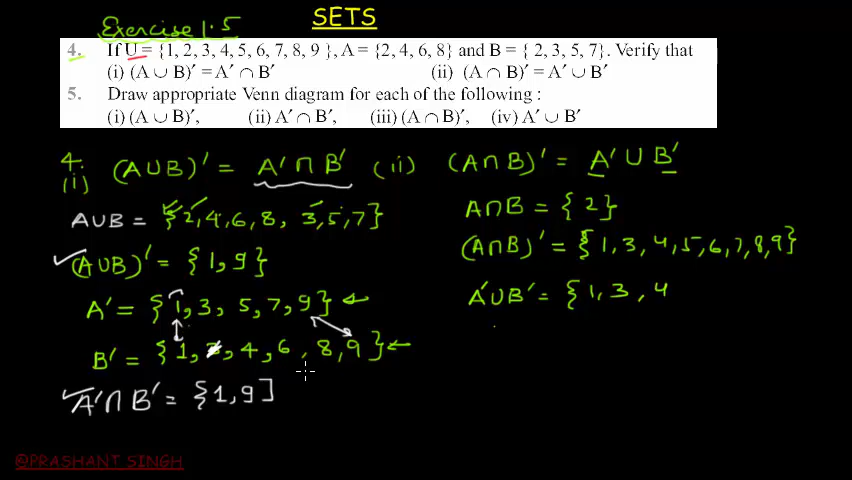 SETS
Exercise 1.5
4. If U = {1, 2, 3, 4, 5, 6, 7, 8, 9 }, A = {2, 4, 6, 8} and B = { 2, 3, 5, 7}. Verify that
(i) (A ∪ B)′ = A′ ∩ B′ (ii) (A ∩ B)′ = A′ ∪ B′
5. Draw appropriate Venn diagram for each of the following :
(i) (A ∪ B)′, (ii) A′ ∩ B′, (iii) (A ∩ B)′, (iv) A′ ∪ B′
4.
(i) (A∪B)′ = A′∩B′
A∪B = {2,4,6,8, 3,5,7}
(A∪B)′ = {1,9}
A′ = {1,3,5,7,9}
B′ = {1, , 4,6,8,9}
A′∩B′ = {1,9]
(ii) (A∩B)′ = A′∪B′
A∩B = {2}
(A∩B)′ = {1,3,4,5,6,7,8,9}
A′∪B′ = {1,3,4
@PRASHANT SINGH